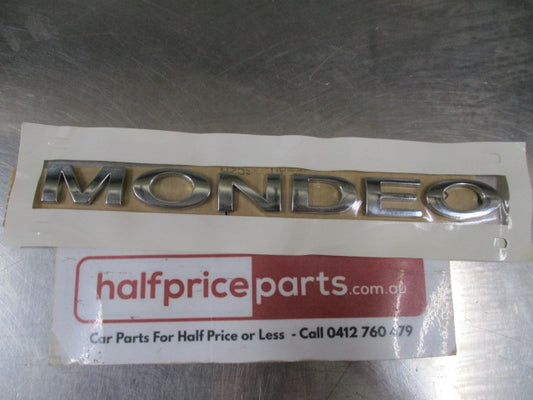 MONDEO
halfpriceparts.com.au
Car Parts For Half Price or Less - Call 0412 760 479